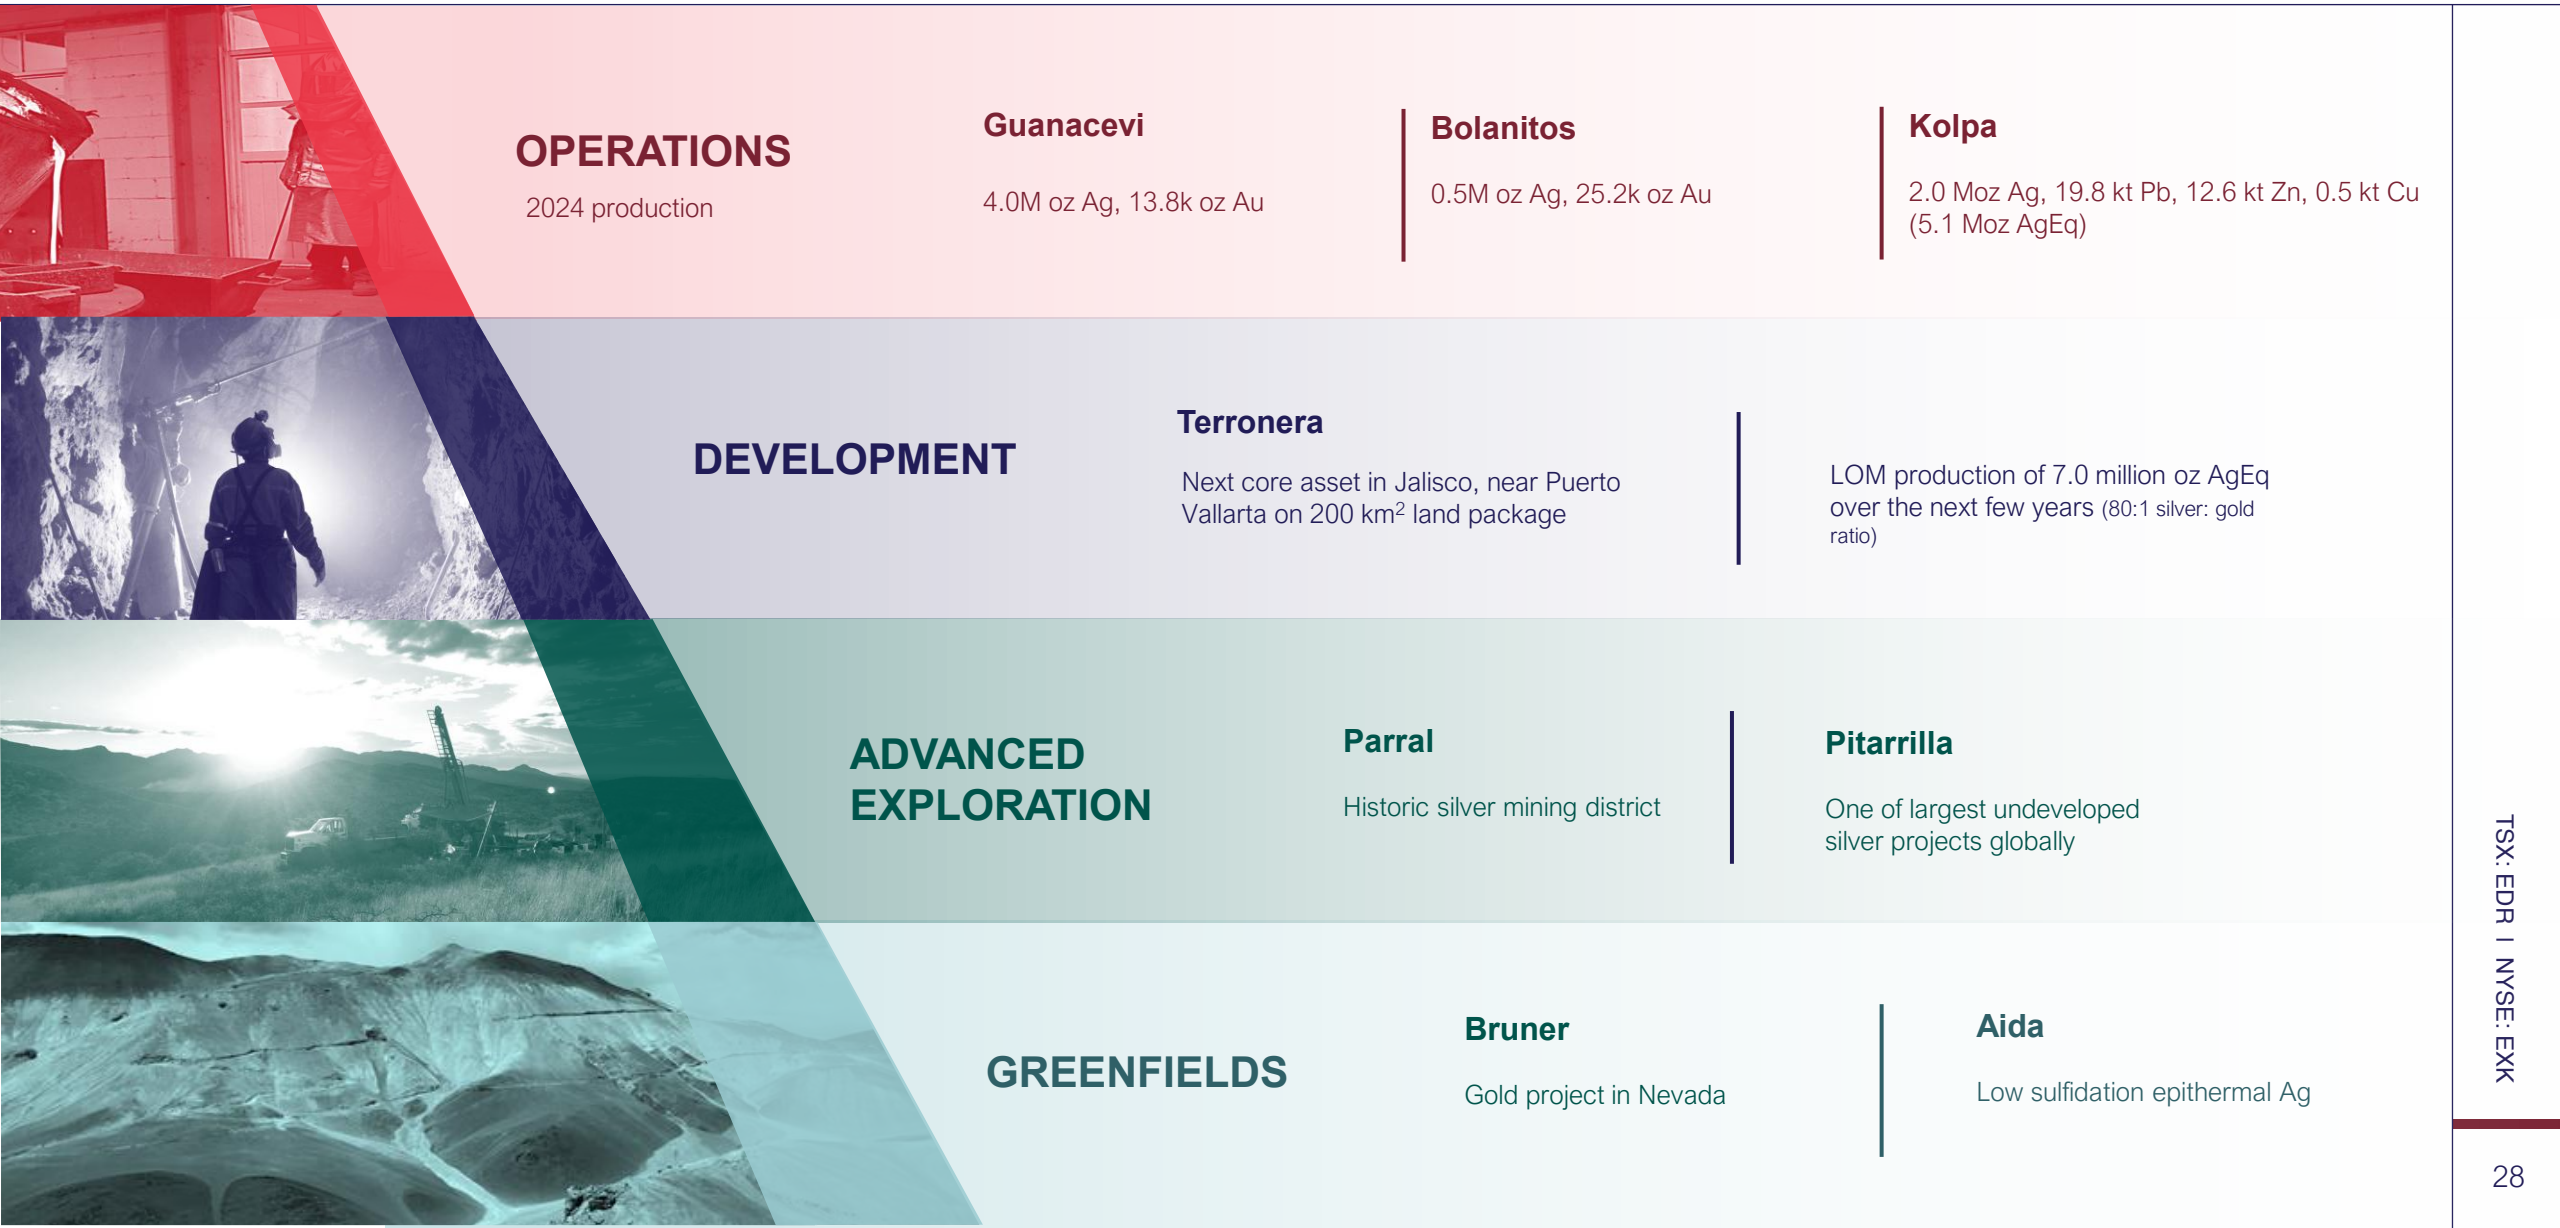 OPERATIONS
2024 production
Guanacevi
4.0M oz Ag, 13.8k oz Au
Bolanitos
0.5M oz Ag, 25.2k oz Au
Kolpa
2.0 Moz Ag, 19.8 kt Pb, 12.6 kt Zn, 0.5 kt Cu
(5.1 Moz AgEq)
DEVELOPMENT
Terronera
Next core asset in Jalisco, near Puerto
Vallarta on 200 km² land package
LOM production of 7.0 million oz AgEq
over the next few years (80:1 silver: gold
ratio)
ADVANCED
EXPLORATION
Parral
Historic silver mining district
Pitarrilla
One of largest undeveloped
silver projects globally
GREENFIELDS
Bruner
Gold project in Nevada
Aida
Low sulfidation epithermal Ag
TSX: EDR I NYSE: EXK
28